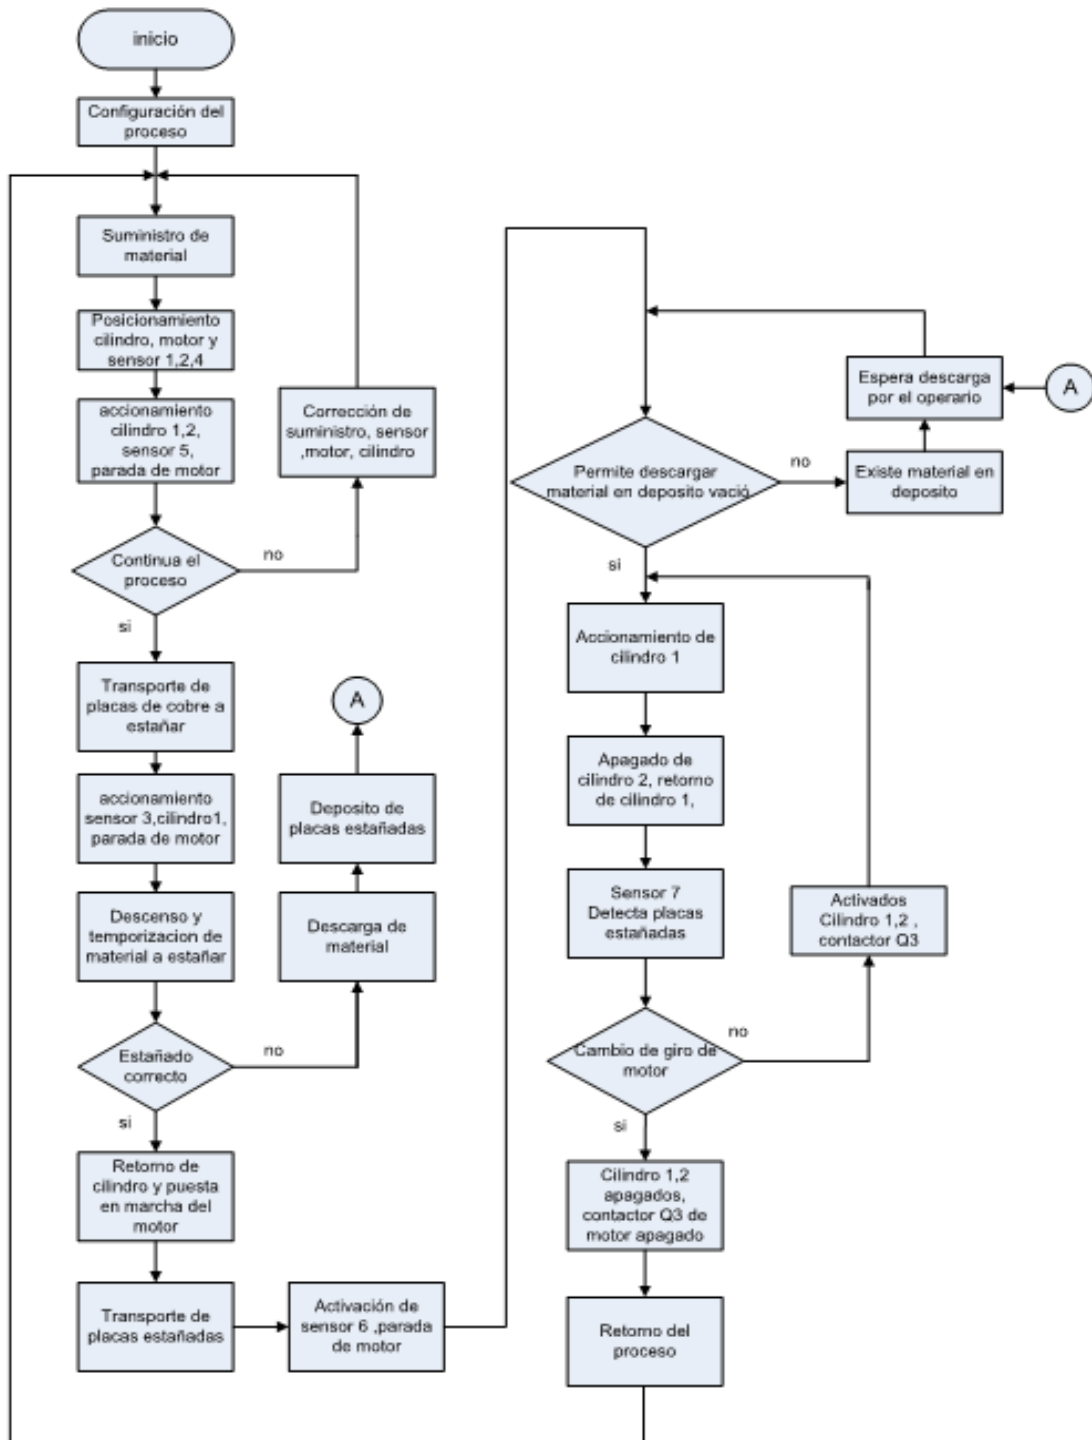 inicio
Configuración del
proceso
Suministro de
material
Posicionamiento
cilindro, motor y
sensor 1,2,4
accionamiento
cilindro 1,2,
sensor 5,
parada de motor
Corrección de
suministro, sensor
,motor, cilindro
Continua el
proceso
no
si
Transporte de
placas de cobre a
estañar
accionamiento
sensor 3,cilindro1,
parada de motor
Descenso y
temporizacion de
material a estañar
A
Deposito de
placas estañadas
Descarga de
material
Estañado
correcto
no
si
Retorno de
cilindro y puesta
en marcha del
motor
Transporte de
placas estañadas
Activación de
sensor 6 ,parada
de motor
Permite descargar
material en deposito vació
no
Existe material en
deposito
Espera descarga
por el operario
A
si
Accionamiento de
cilindro 1
Apagado de
cilindro 2, retorno
de cilindro 1,
Sensor 7
Detecta placas
estañadas
Activados
Cilindro 1,2 ,
contactor Q3
Cambio de giro de
motor
no
si
Cilindro 1,2
apagados,
contactor Q3 de
motor apagado
Retorno del
proceso